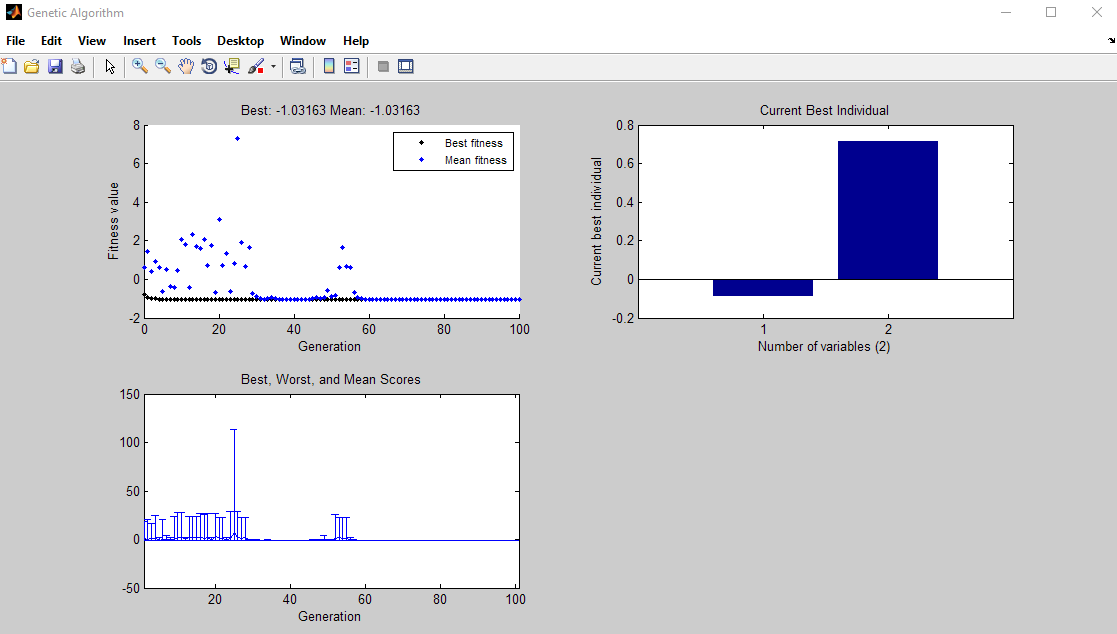 Genetic Algorithm
File Edit View Insert Tools Desktop Window Help
Best: -1.03163 Mean: -1.03163
Fitness value
8
6
4
2
0
-2
Best fitness
Mean fitness
0 20 40 60 80 100
Generation
Current Best Individual
Current best individual
0.8
0.6
0.4
0.2
0
-0.2
1 2
Number of variables (2)
Best, Worst, and Mean Scores
150
100
50
0
-50
20 40 60 80 100
Generation